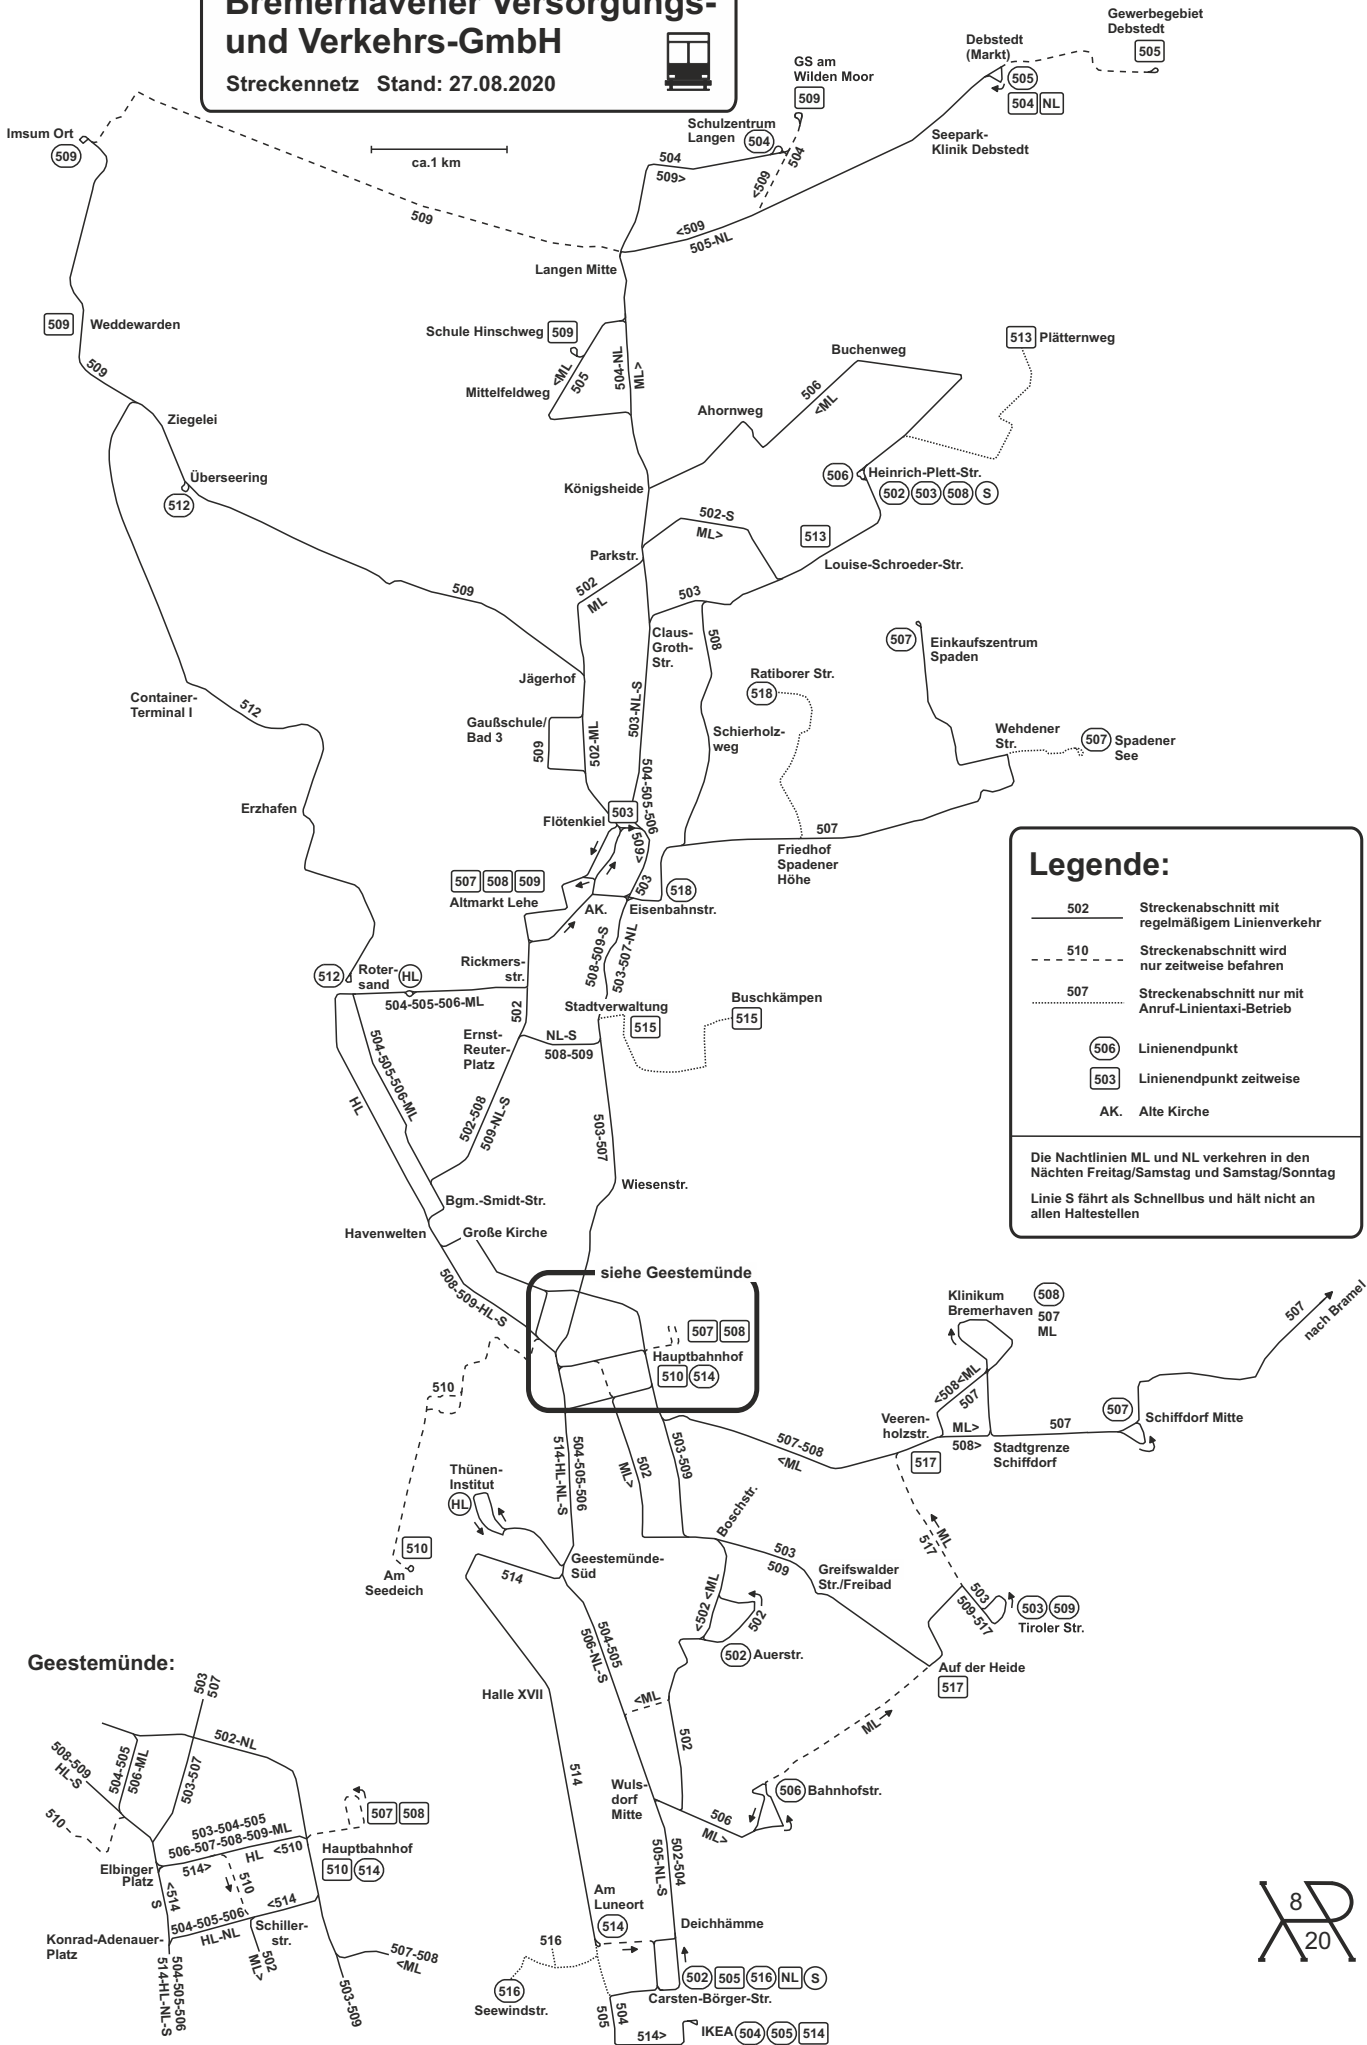 Bremerhavener Versorgungs-
und Verkehrs-GmbH
Streckennetz Stand: 27.08.2020
ca.1 km
Gewerbegebiet
Debstedt
505
Debstedt
(Markt)
505
504 NL
GS am
Wilden Moor
509
Schulzentrum
Langen 504
Seepark-
Klinik Debstedt
504
509>
<509
504
<509
505-NL
Imsum Ort
509
509
Langen Mitte
509 Weddewarden
509
Schule Hinschweg 509
Mittelfeldweg
<ML
505
504-NL
ML>
513 Plätternweg
Buchenweg
506
<ML
Ahornweg
Ziegelei
Überseering
512
Königsheide
506 Heinrich-Plett-Str.
502 503 508 S
502-S
ML>
513
Louise-Schroeder-Str.
Parkstr.
502
ML
503
509
Claus-
Groth-
Str.
508
507 Einkaufszentrum
Spaden
Jägerhof
Ratiborer Str.
518
Container-
Terminal I
512
Gaußschule/
Bad 3
509
502-ML
503-NL-S
Schierholz-
weg
Wehdener
Str.
507 Spadener
See
504-505-506
Erzhafen
Flötenkiel
503
509>
507
Friedhof
Spadener
Höhe
507 508 509
Altmarkt Lehe
503
518
AK.
Eisenbahnstr.
508-509-S
503-507-NL
Rickmers-
str.
512 Roter-
sand HL
504-505-506-ML
502
Stadtverwaltung
515
Buschkämpen
515
Ernst-
Reuter-
Platz
NL-S
508-509
504-505-506-ML
HL
502-508
509-NL-S
503-507
Wiesenstr.
Bgm.-Smidt-Str.
Havenwelten
Große Kirche
508-509-HL-S
siehe Geestemünde
507 508
Hauptbahnhof
510 514
510
Legende:
502
Streckenabschnitt mit
regelmäßigem Linienverkehr
510
Streckenabschnitt wird
nur zeitweise befahren
507
Streckenabschnitt nur mit
Anruf-Linientaxi-Betrieb
506 Linienendpunkt
503 Linienendpunkt zeitweise
AK. Alte Kirche
Die Nachtlinien ML und NL verkehren in den
Nächten Freitag/Samstag und Samstag/Sonntag
Linie S fährt als Schnellbus und hält nicht an
allen Haltestellen
Klinikum
Bremerhaven
508
507
ML
507
nach Bramel
<508<ML
507
Veeren-
holzstr.
ML>
508>
507
507
Schiffdorf Mitte
Stadtgrenze
Schiffdorf
517
507-508
<ML
514-HL-NL-S
504-505-506
502
ML>
503-509
Thünen-
Institut
HL
510
Am
Seedeich
Geestemünde-
Süd
514
Boschstr.
503
509
Greifswalder
Str./Freibad
ML
517
503
509-517
503 509
Tiroler Str.
<502 <ML
502
502 Auerstr.
Auf der Heide
517
504-505
506-NL-S
Halle XVII
<ML
ML
502
514
Wuls-
dorf
Mitte
506
ML>
506 Bahnhofstr.
502-504
505-NL-S
Am
Luneort
514
Deichhämme
516
516
Seewindstr.
502 505 516 NL S
Carsten-Börger-Str.
504
505
514>
IKEA 504 505 514
Geestemünde:
503
507
502-NL
508-509
HL-S
504-505
506-ML
503-507
510
507 508
503-504-505
506-507-508-509-ML
HL
<510
514>
Hauptbahnhof
510 514
Elbinger
Platz
<514
S
510
<514
504-505-506
HL-NL
Schiller-
str.
Konrad-Adenauer-
Platz
504-505-506
514-HL-NL-S
502
ML>
507-508
<ML
503-509
8
20